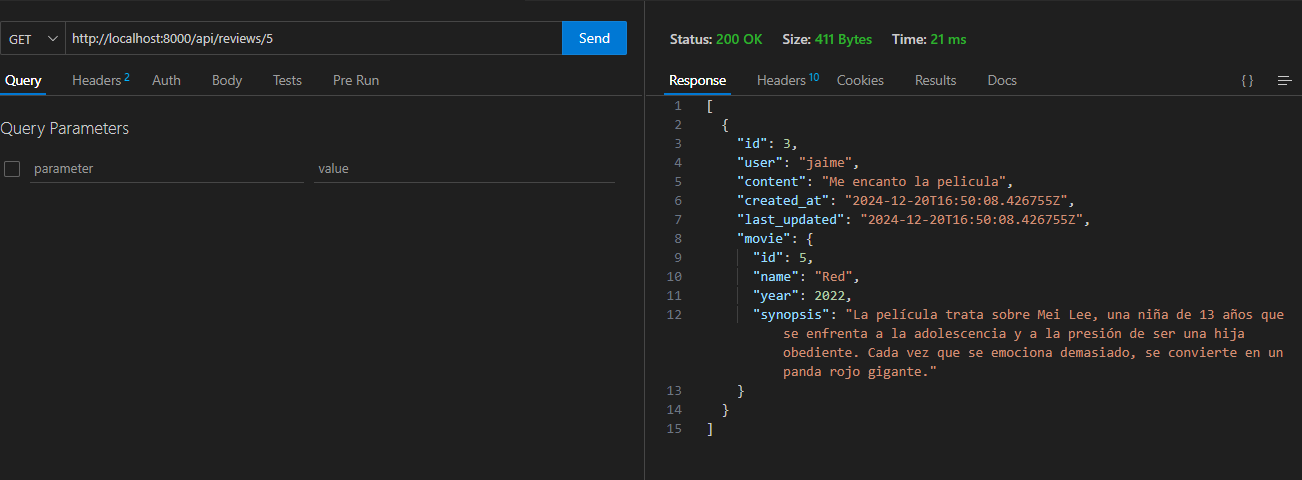 GET http://localhost:8000/api/reviews/5 Send
Query Headers 2 Auth Body Tests Pre Run
Query Parameters
parameter value
Status: 200 OK Size: 411 Bytes Time: 21 ms
Response Headers 10 Cookies Results Docs { }
1 [
2 {
3 "id": 3,
4 "user": "jaime",
5 "content": "Me encanto la pelicula",
6 "created_at": "2024-12-20T16:50:08.426755Z",
7 "last_updated": "2024-12-20T16:50:08.426755Z",
8 "movie": {
9 "id": 5,
10 "name": "Red",
11 "year": 2022,
12 "synopsis": "La película trata sobre Mei Lee, una niña de 13 años que
se enfrenta a la adolescencia y a la presión de ser una hija
obediente. Cada vez que se emociona demasiado, se convierte en un
panda rojo gigante."
13 }
14 }
15 ]